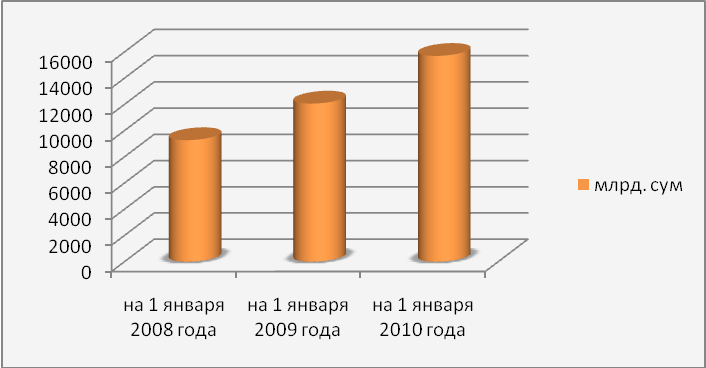 16000
14000
12000
10000
8000
6000
4000
2000
0
на 1 января
2008 года
на 1 января
2009 года
на 1 января
2010 года
млрд. сум